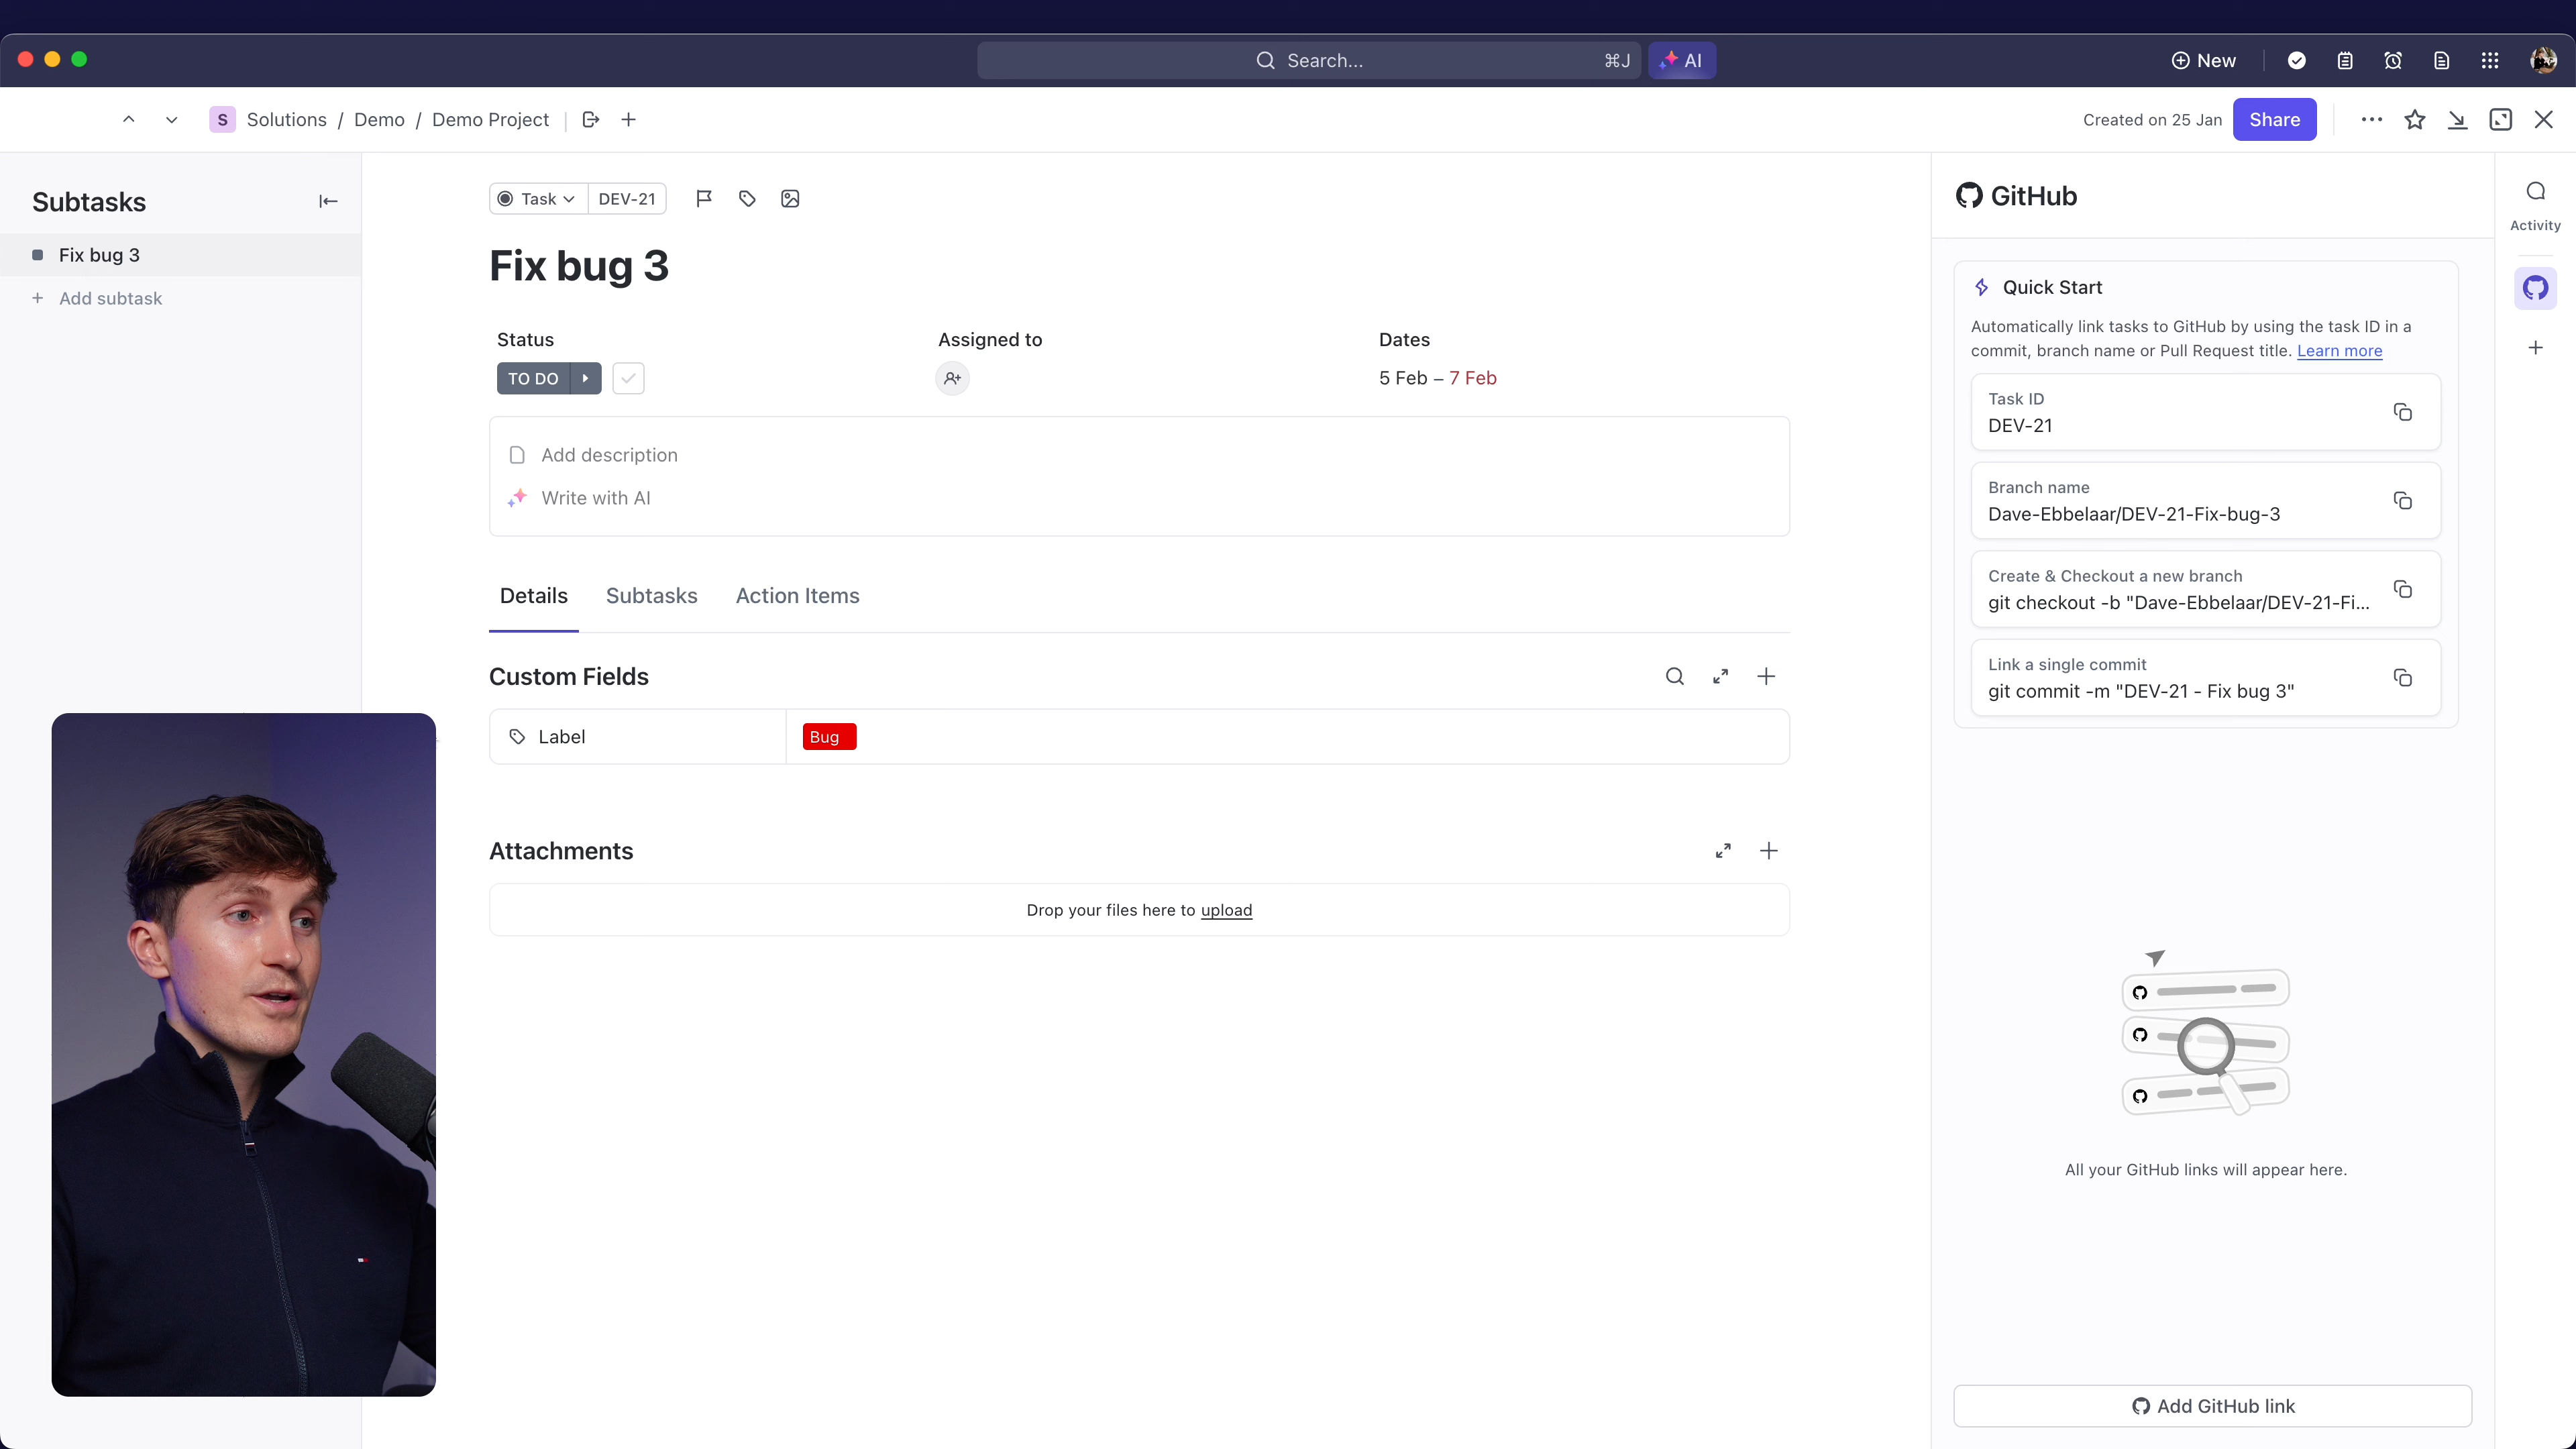 Search...
⌘J
AI
New
S
Solutions / Demo / Demo Project
Created on 25 Jan
Share
Subtasks
Fix bug 3
Add subtask
Task
DEV-21
Fix bug 3
Status
Assigned to
Dates
TO DO
5 Feb – 7 Feb
Add description
Write with AI
Details
Subtasks
Action Items
Custom Fields
Label
Bug
Attachments
Drop your files here to upload
GitHub
Quick Start
Automatically link tasks to GitHub by using the task ID in a
commit, branch name or Pull Request title. Learn more
Task ID
DEV-21
Branch name
Dave-Ebbelaar/DEV-21-Fix-bug-3
Create & Checkout a new branch
git checkout -b "Dave-Ebbelaar/DEV-21-Fi...
Link a single commit
git commit -m "DEV-21 - Fix bug 3"
All your GitHub links will appear here.
Add GitHub link
Activity